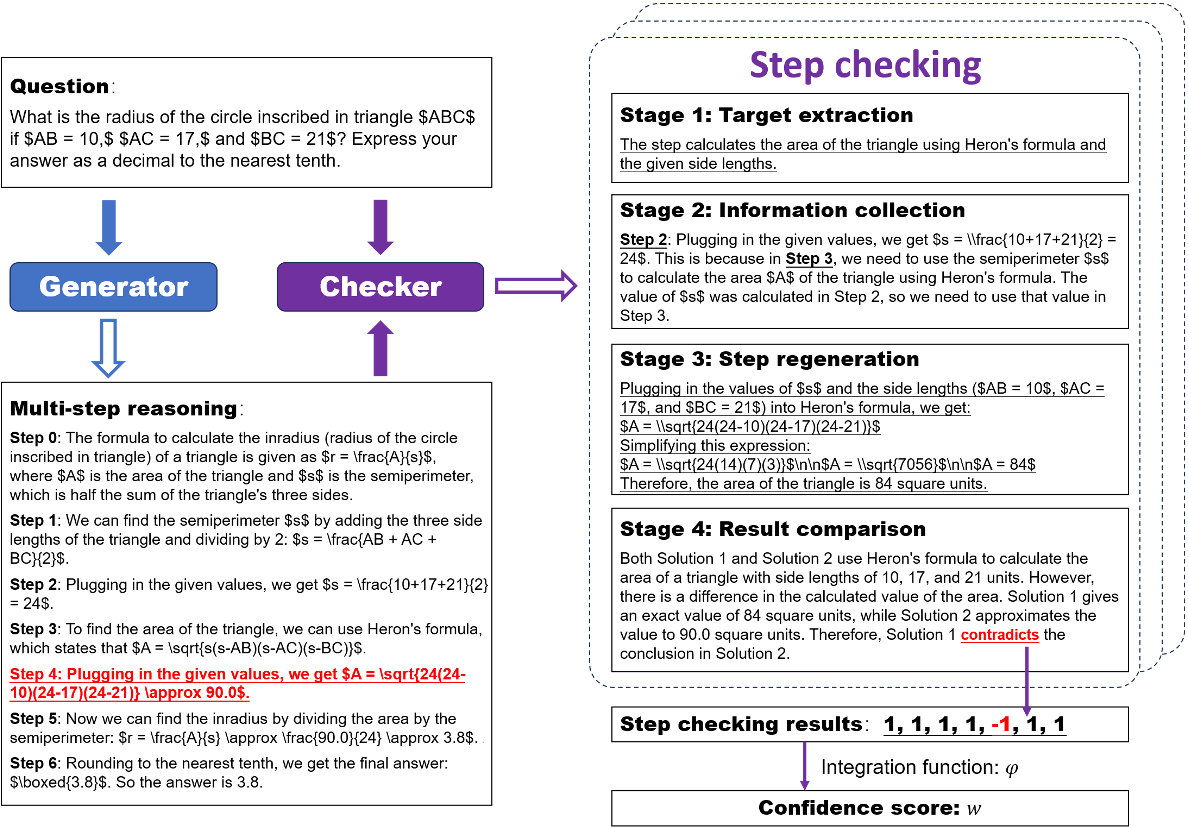 Question:
What is the radius of the circle inscribed in triangle $ABC$
if $AB = 10,$ $AC = 17,$ and $BC = 21$? Express your
answer as a decimal to the nearest tenth.
Generator
Checker
Multi-step reasoning:
Step 0: The formula to calculate the inradius (radius of the circle
inscribed in triangle) of a triangle is given as $r = \frac{A}{s}$,
where $A$ is the area of the triangle and $s$ is the semiperimeter,
which is half the sum of the triangle's three sides.
Step 1: We can find the semiperimeter $s$ by adding the three side
lengths of the triangle and dividing by 2: $s = \frac{AB + AC +
BC}{2}$.
Step 2: Plugging in the given values, we get $s = \frac{10+17+21}{2}
= 24$.
Step 3: To find the area of the triangle, we can use Heron's formula,
which states that $A = \sqrt{s(s-AB)(s-AC)(s-BC)}$.
Step 4: Plugging in the given values, we get $A = \sqrt{24(24-
10)(24-17)(24-21)} \approx 90.0$.
Step 5: Now we can find the inradius by dividing the area by the
semiperimeter: $r = \frac{A}{s} \approx \frac{90.0}{24} \approx 3.8$.
Step 6: Rounding to the nearest tenth, we get the final answer:
$\boxed{3.8}$. So the answer is 3.8.
Step checking
Stage 1: Target extraction
The step calculates the area of the triangle using Heron's formula and
the given side lengths.
Stage 2: Information collection
Step 2: Plugging in the given values, we get $s = \\frac{10+17+21}{2} =
24$. This is because in Step 3, we need to use the semiperimeter $s$
to calculate the area $A$ of the triangle using Heron's formula. The
value of $s$ was calculated in Step 2, so we need to use that value in
Step 3.
Stage 3: Step regeneration
Plugging in the values of $s$ and the side lengths ($AB = 10$, $AC =
17$, and $BC = 21$) into Heron's formula, we get:
$A = \\sqrt{24(24-10)(24-17)(24-21)}$
Simplifying this expression:
$A = \\sqrt{24(14)(7)(3)}$\n\n$A = \\sqrt{7056}$\n\n$A = 84$
Therefore, the area of the triangle is 84 square units.
Stage 4: Result comparison
Both Solution 1 and Solution 2 use Heron's formula to calculate the
area of a triangle with side lengths of 10, 17, and 21 units. However,
there is a difference in the calculated value of the area. Solution 1 gives
an exact value of 84 square units, while Solution 2 approximates the
value to 90.0 square units. Therefore, Solution 1 contradicts the
conclusion in Solution 2.
Step checking results: 1, 1, 1, 1, -1, 1, 1
Integration function: φ
Confidence score: w